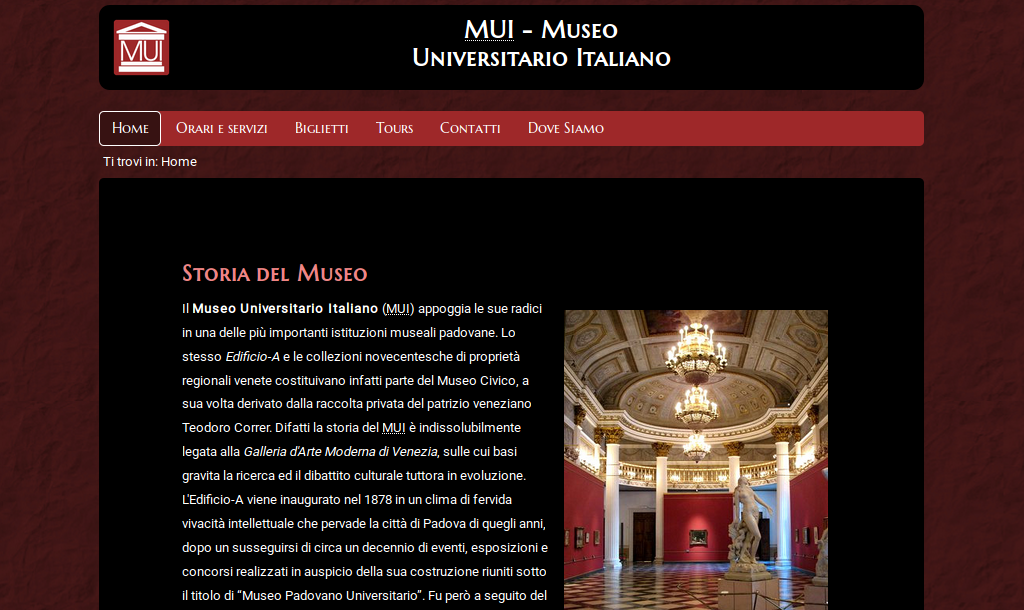 MUI
MUI - Museo
Universitario Italiano
Home
Orari e servizi
Biglietti
Tours
Contatti
Dove Siamo
Ti trovi in: Home
Storia del Museo
Il Museo Universitario Italiano (MUI) appoggia le sue radici
in una delle più importanti istituzioni museali padovane. Lo
stesso Edificio-A e le collezioni novecentesche di proprietà
regionali venete costituivano infatti parte del Museo Civico, a
sua volta derivato dalla raccolta privata del patrizio veneziano
Teodoro Correr. Difatti la storia del MUI è indissolubilmente
legata alla Galleria d'Arte Moderna di Venezia, sulle cui basi
gravita la ricerca ed il dibattito culturale tuttora in evoluzione.
L'Edificio-A viene inaugurato nel 1878 in un clima di fervida
vivacità intellettuale che pervade la città di Padova di quegli anni,
dopo un susseguirsi di circa un decennio di eventi, esposizioni e
concorsi realizzati in auspicio della sua costruzione riuniti sotto
il titolo di “Museo Padovano Universitario”. Fu però a seguito del